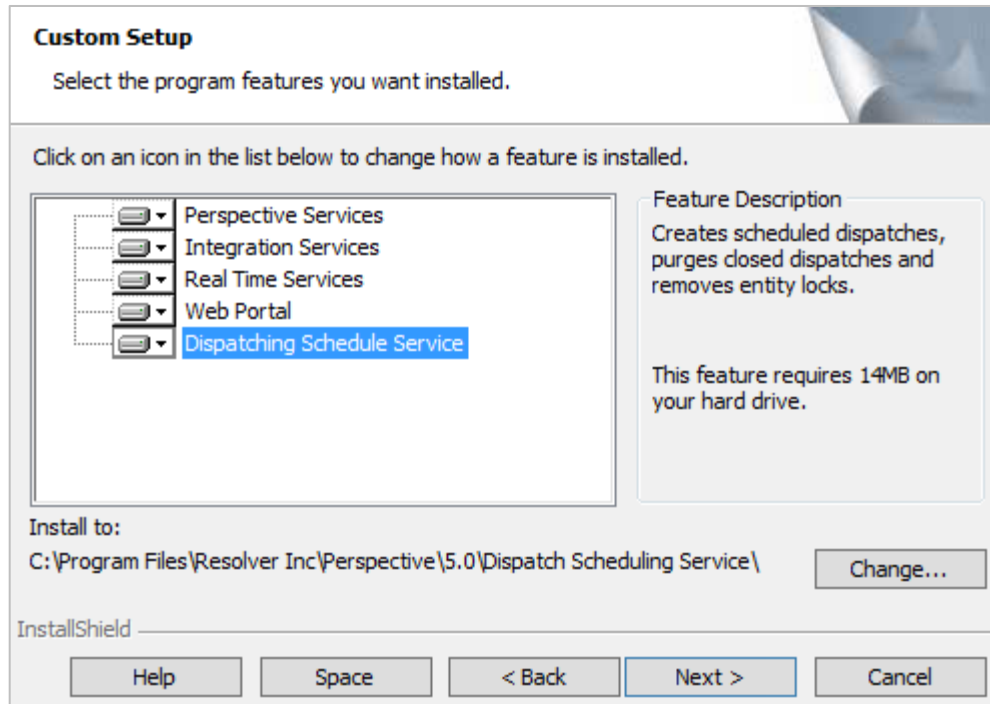 Custom Setup
Select the program features you want installed.
Click on an icon in the list below to change how a feature is installed.
Perspective Services
Integration Services
Real Time Services
Web Portal
Dispatching Schedule Service
Feature Description
Creates scheduled dispatches,
purges closed dispatches and
removes entity locks.
This feature requires 14MB on
your hard drive.
Install to:
C:\Program Files\Resolver Inc\Perspective\5.0\Dispatch Scheduling Service\
Change...
InstallShield
Help
Space
< Back
Next >
Cancel